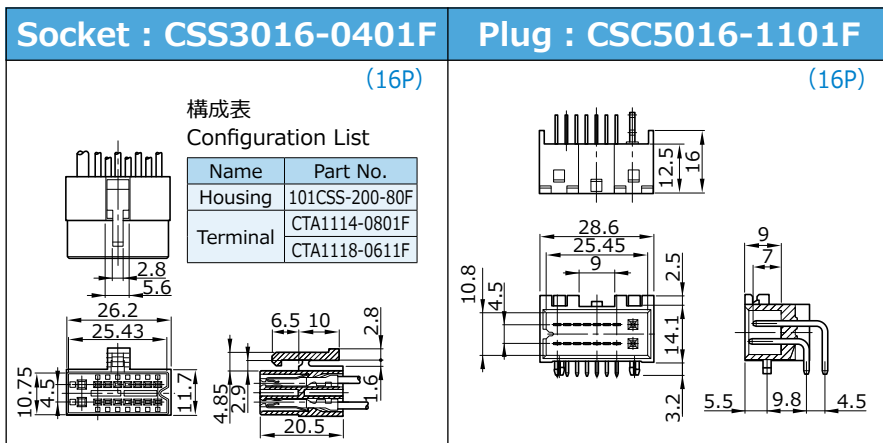 Socket : CSS3016-0401F
Plug : CSC5016-1101F
(16P)
構成表
Configuration List
Name Part No.
Housing 101CSS-200-80F
Terminal CTA1114-0801F
CTA1118-0611F
2.8
5.6
26.2
25.43
10.75
4.5
11.7
6.5 10
2.8
4.85
2.9
1.6
20.5
(16P)
12.5
16
28.6
25.45
9
10.8
4.5
2.5
14.1
3.2
9
7
5.5 9.8 4.5